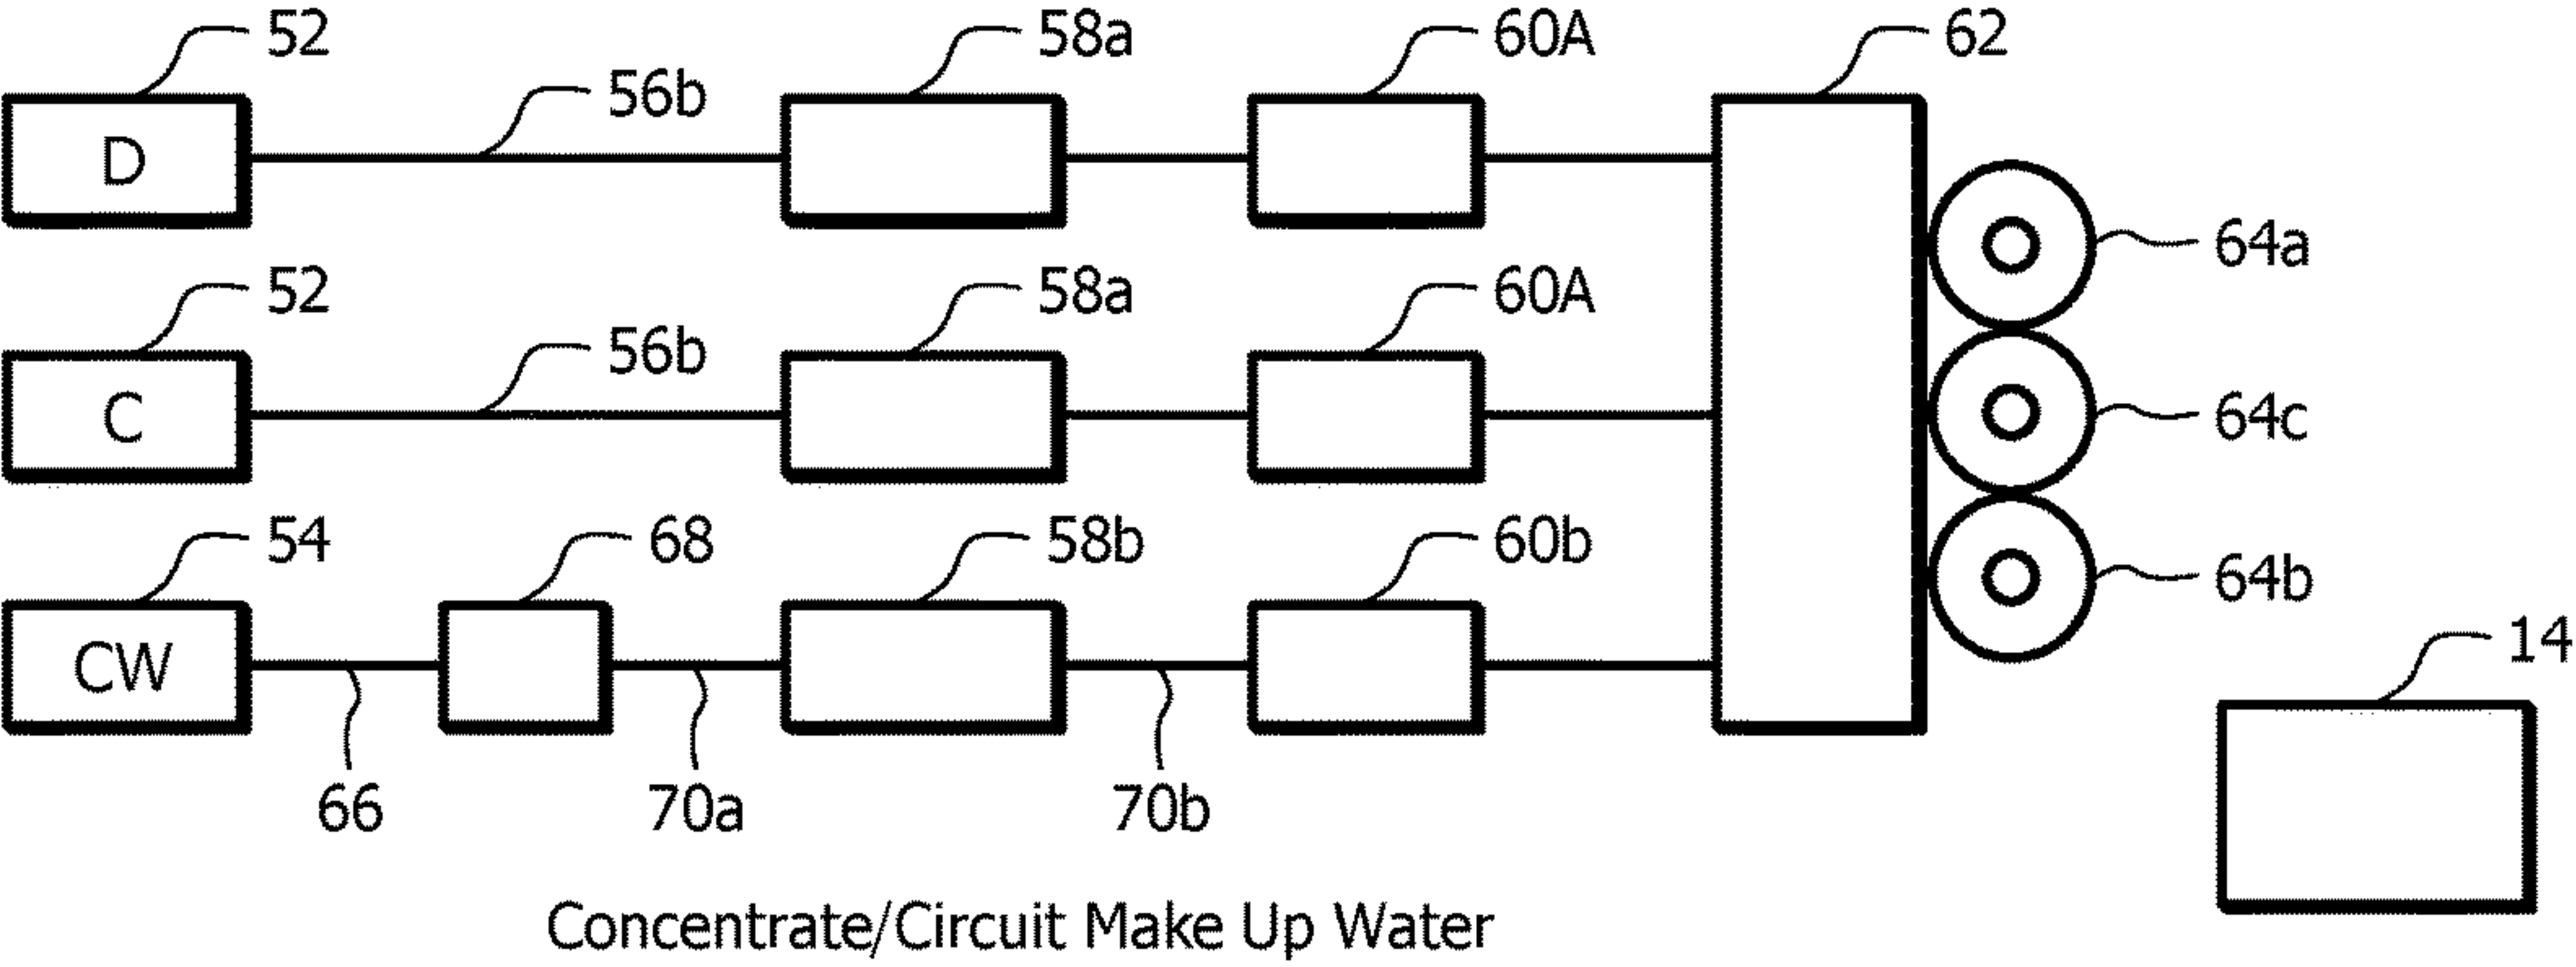 52
58a
60A
62
56b
D
64a
52
58a
60A
56b
C
64c
54
68
58b
60b
64b
CW
14
66
70a
70b
Concentrate/Circuit Make Up Water